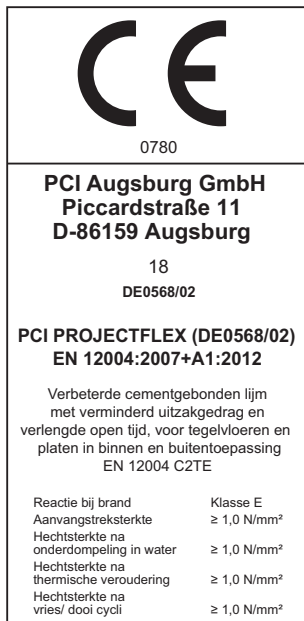 CE
0780
PCI Augsburg GmbH
Piccardstraße 11
D-86159 Augsburg
18
DE0568/02
PCI PROJECTFLEX (DE0568/02)
EN 12004:2007+A1:2012
Verbeterde cementgebonden lijm
met verminderd uitzakgedrag en
verlengde open tijd, voor tegelvloeren en
platen in binnen en buitentoepassing
EN 12004 C2TE
Reactie bij brand Klasse E
Aanvangstreksterkte ≥ 1,0 N/mm²
Hechtsterkte na
onderdompeling in water ≥ 1,0 N/mm²
Hechtsterkte na
thermische veroudering ≥ 1,0 N/mm²
Hechtsterkte na
vries/ dooi cycli ≥ 1,0 N/mm²